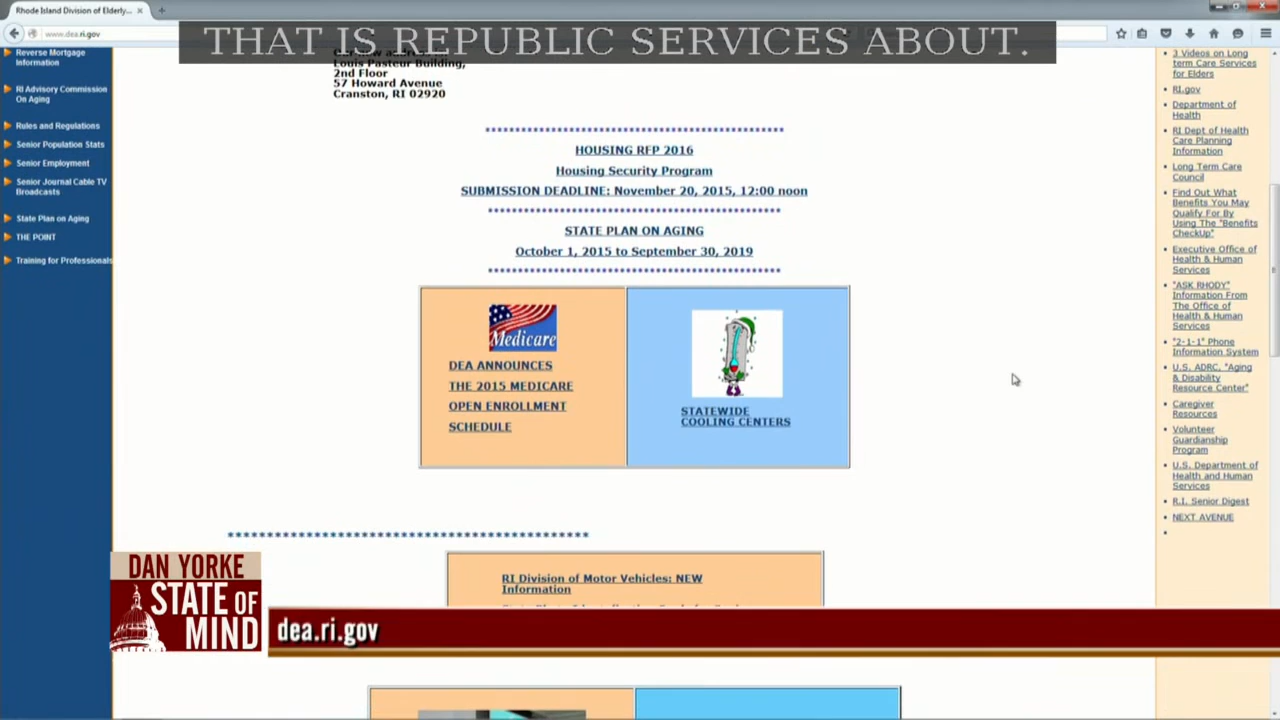 Rhode Island Division of Elderly...
www.dea.ri.gov
THAT IS REPUBLIC SERVICES ABOUT.
Reverse Mortgage
Information
RI Advisory Commission
On Aging
Rules and Regulations
Senior Population Stats
Senior Employment
Senior Journal Cable TV
Broadcasts
State Plan on Aging
THE POINT
Training for Professionals
Louis Pasteur Building,
2nd Floor
57 Howard Avenue
Cranston, RI 02920
HOUSING RFP 2016
Housing Security Program
SUBMISSION DEADLINE: November 20, 2015, 12:00 noon
STATE PLAN ON AGING
October 1, 2015 to September 30, 2019
Medicare
DEA ANNOUNCES
THE 2015 MEDICARE
OPEN ENROLLMENT
SCHEDULE
STATEWIDE
COOLING CENTERS
RI Division of Motor Vehicles: NEW
Information
3 Videos on Long
term Care Services
for Elders
RI.gov
Department of
Health
RI Dept of Health
Care Planning
Information
Long Term Care
Council
Find Out What
Benefits You May
Qualify For By
Using The "Benefits
CheckUp"
Executive Office of
Health & Human
Services
"ASK RHODY"
Information From
The Office of
Health & Human
Services
"2-1-1" Phone
Information System
U.S. ADRC, "Aging
& Disability
Resource Center"
Caregiver
Resources
Volunteer
Guardianship
Program
U.S. Department of
Health and Human
Services
R.I. Senior Digest
NEXT AVENUE
DAN YORKE
STATE OF
MIND
dea.ri.gov